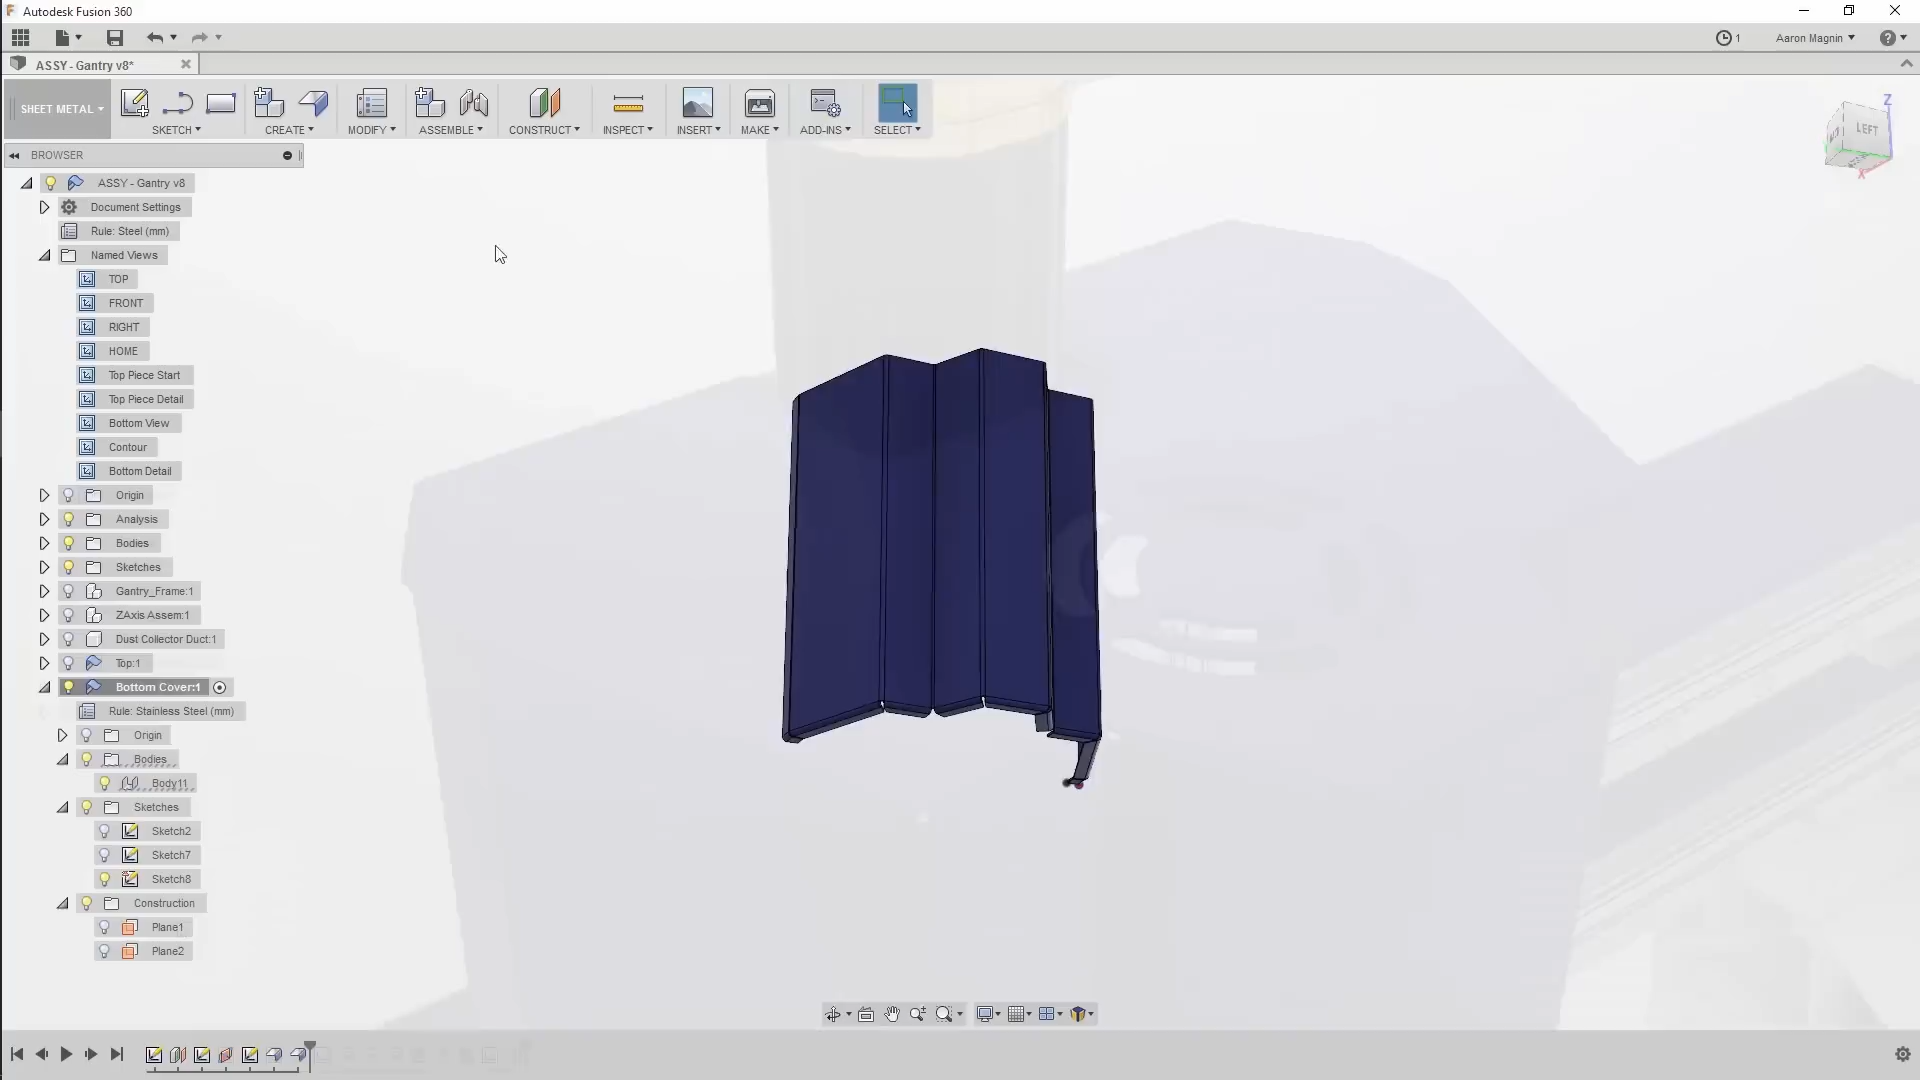 Autodesk Fusion 360
1
Aaron Magnin
?
ASSY - Gantry v8*
SHEET METAL
SKETCH
CREATE
MODIFY
ASSEMBLE
CONSTRUCT
INSPECT
INSERT
MAKE
ADD-INS
SELECT
Z
LEFT
X
BROWSER
ASSY - Gantry v8
Document Settings
Rule: Steel (mm)
Named Views
TOP
FRONT
RIGHT
HOME
Top Piece Start
Top Piece Detail
Bottom View
Contour
Bottom Detail
Origin
Analysis
Bodies
Sketches
Gantry_Frame:1
ZAxis Assem:1
Dust Collector Duct:1
Top:1
Bottom Cover:1
Rule: Stainless Steel (mm)
Origin
Bodies
Body11
Sketches
Sketch2
Sketch7
Sketch8
Construction
Plane1
Plane2